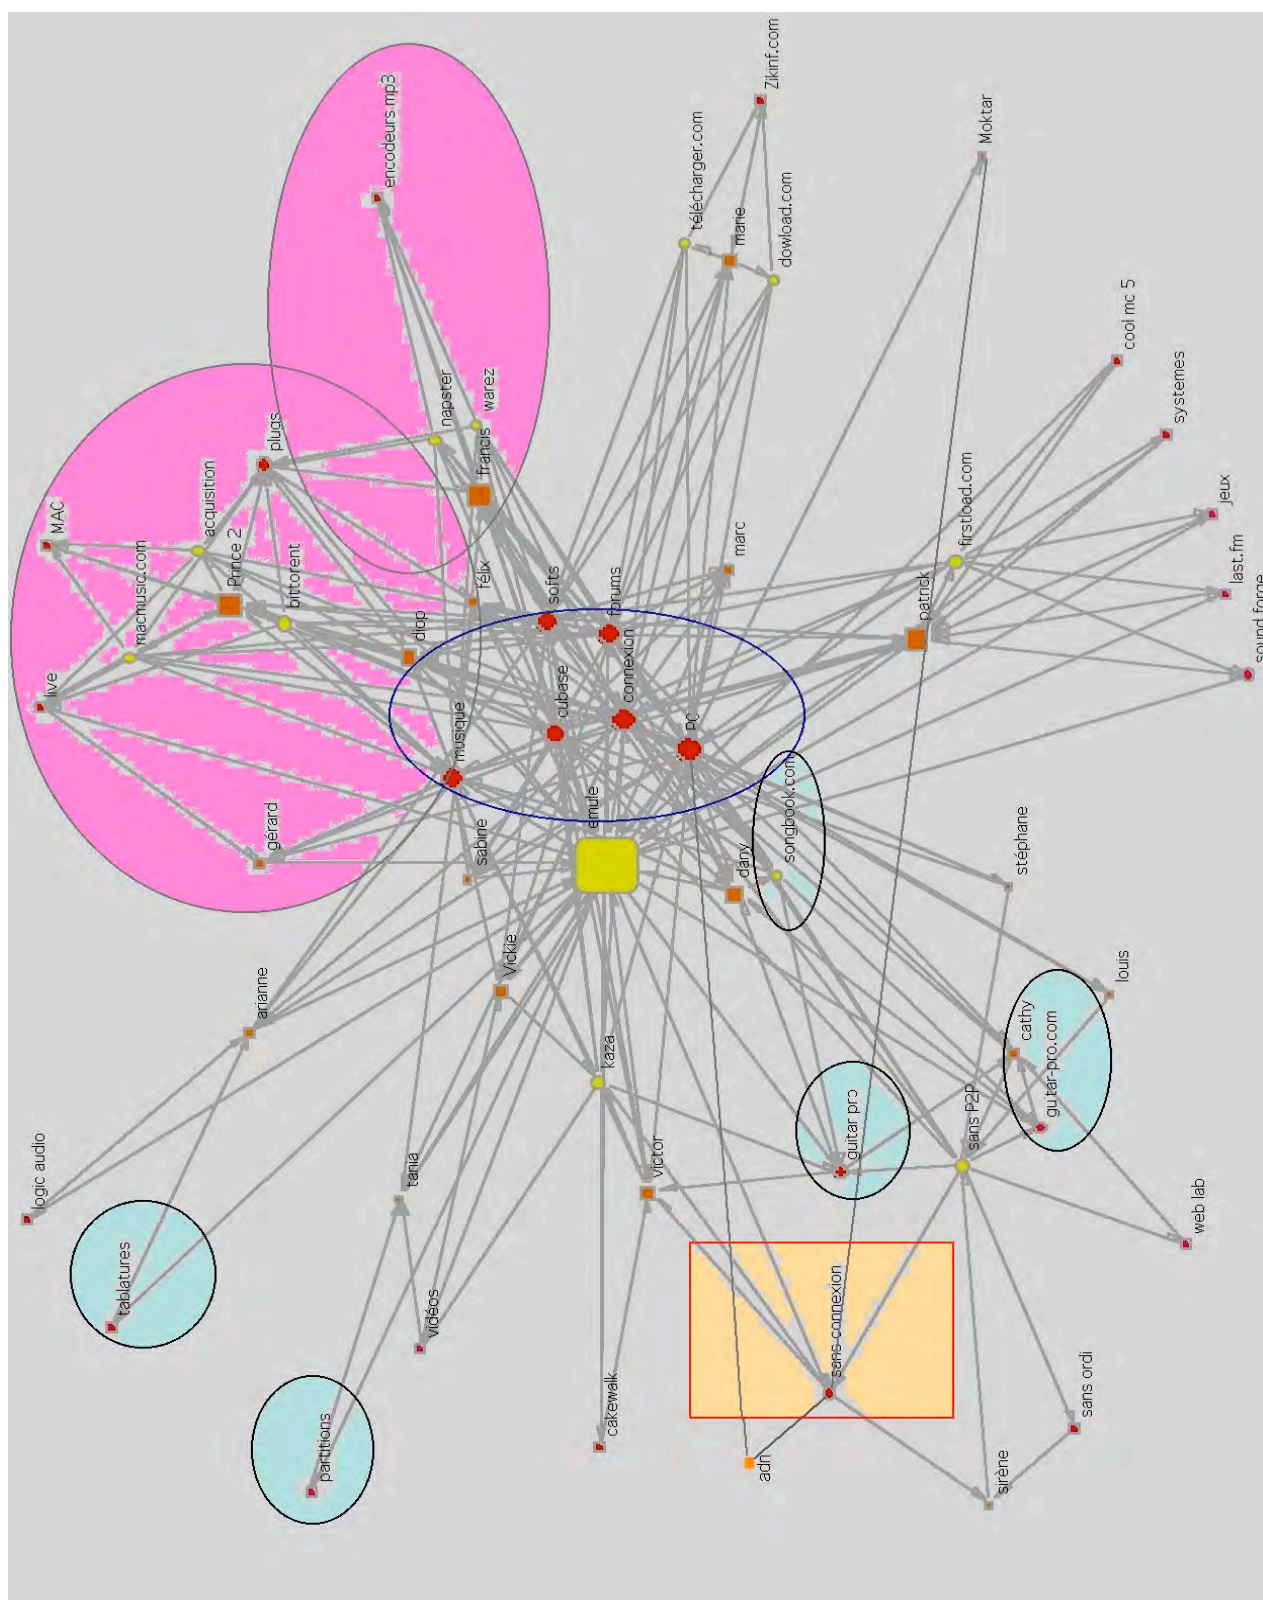 Zikinf.com
Moktar
encodeurs mp3
télécharger.com
marie
dowload.com
cool mc 5
systemes
napster
warez
plugs
francis
acquisition
MAC
jeux
firstload.com
marc
last.fm
Prince 2
félix
softs
forums
patrick
sound forge
macmusic.com
bittorent
diop
live
musique
cubase
connexion
PC
songbook.com
emule
gérard
sabine
dany
stéphane
Vickie
arianne
louis
cathy
kaza
guitar-pro.com
sans P2P
guitar pro
victor
tania
logic audio
web lab
tablatures
vidéos
sans connexion
sans ordi
cakewalk
partitions
adn
sirène